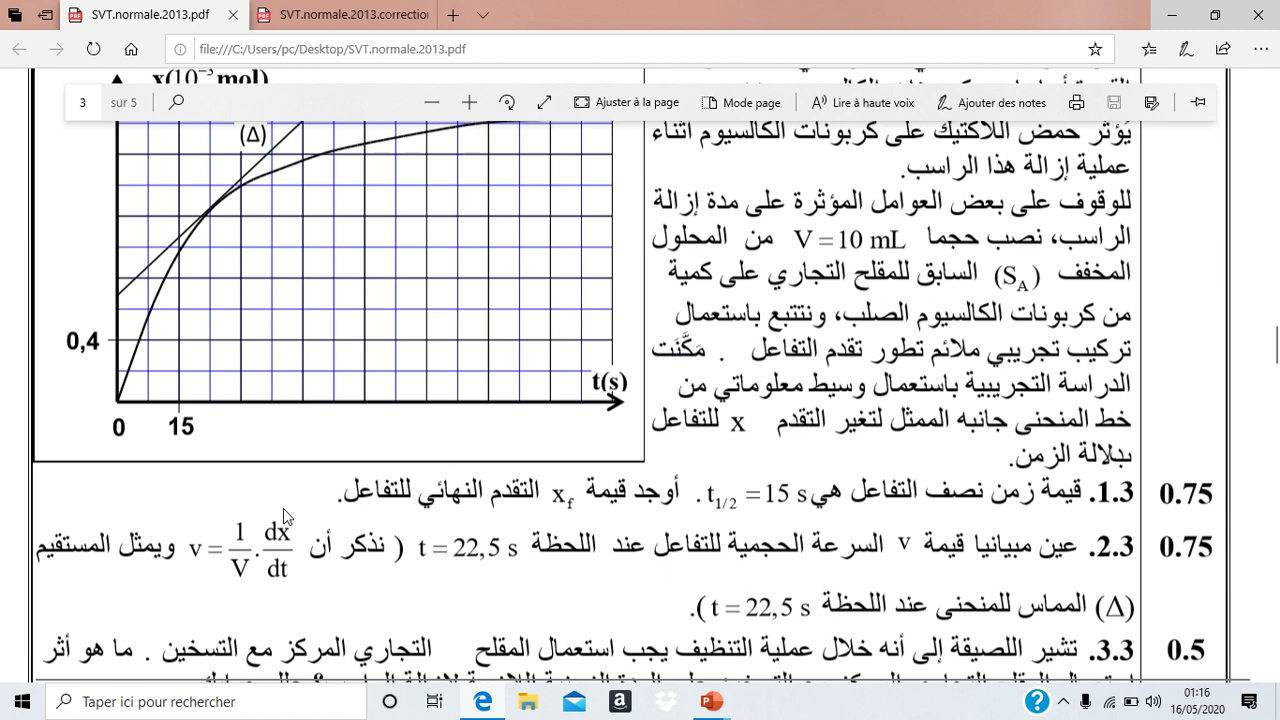 SVT.normale.2013.pdf
SVT.normale.2013.correction
file:///C:/Users/pc/Desktop/SVT.normale.2013.pdf
3 sur 5
Ajuster à la page
Mode page
Lire à haute voix
Ajouter des notes
x(10⁻³mol)
(Δ)
0,4
t(s)
0 15
يُؤثر حمض اللاكتيك على كربونات الكالسيوم أثناء
عملية إزالة هذا الراسب.
للوقوف على بعض العوامل المؤثرة على مدة إزالة
الراسب، نصب حجما V = 10 mL من المحلول
المخفف (S_A) السابق للمقلح التجاري على كمية
من كربونات الكالسيوم الصلب، ونتتبع باستعمال
تركيب تجريبي ملائم تطور تقدم التفاعل . مَكَّنَت
الدراسة التجريبية باستعمال وسيط معلوماتي من
خط المنحنى جانبه الممثل لتغير التقدم x للتفاعل
بدلالة الزمن.
0.75 1.3. قيمة زمن نصف التفاعل هي t₁/₂ = 15 s. أوجد قيمة x_f التقدم النهائي للتفاعل.
0.75 2.3. عين مبيانيا قيمة v السرعة الحجمية للتفاعل عند اللحظة t = 22,5 s ( نذكر أن v = 1/V . dx/dt ويمثل المستقيم
(Δ) المماس للمنحنى عند اللحظة t = 22,5 s).
0.5 3.3. تشير اللصيقة إلى أنه خلال عملية التنظيف يجب استعمال المقلح التجاري المركز مع التسخين . ما هو أثر
Taper ici pour rechercher
01:16
16/05/2020